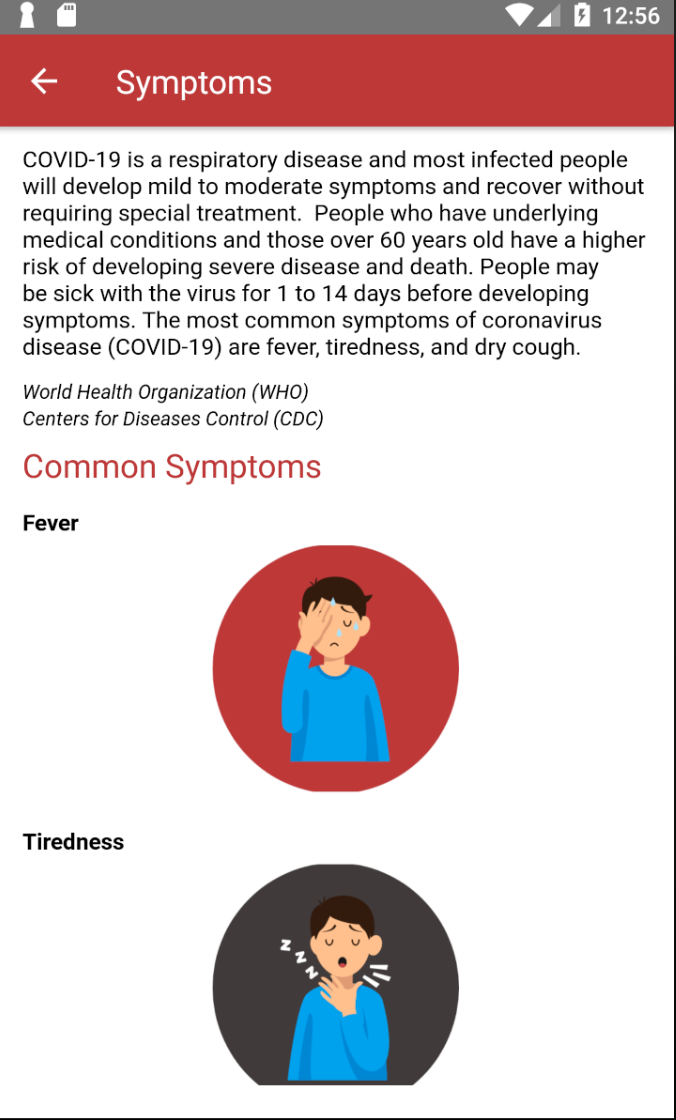 12:56
Symptoms
COVID-19 is a respiratory disease and most infected people
will develop mild to moderate symptoms and recover without
requiring special treatment.  People who have underlying
medical conditions and those over 60 years old have a higher
risk of developing severe disease and death. People may
be sick with the virus for 1 to 14 days before developing
symptoms. The most common symptoms of coronavirus
disease (COVID-19) are fever, tiredness, and dry cough.
World Health Organization (WHO)
Centers for Diseases Control (CDC)
Common Symptoms
Fever
Tiredness
z
z
z